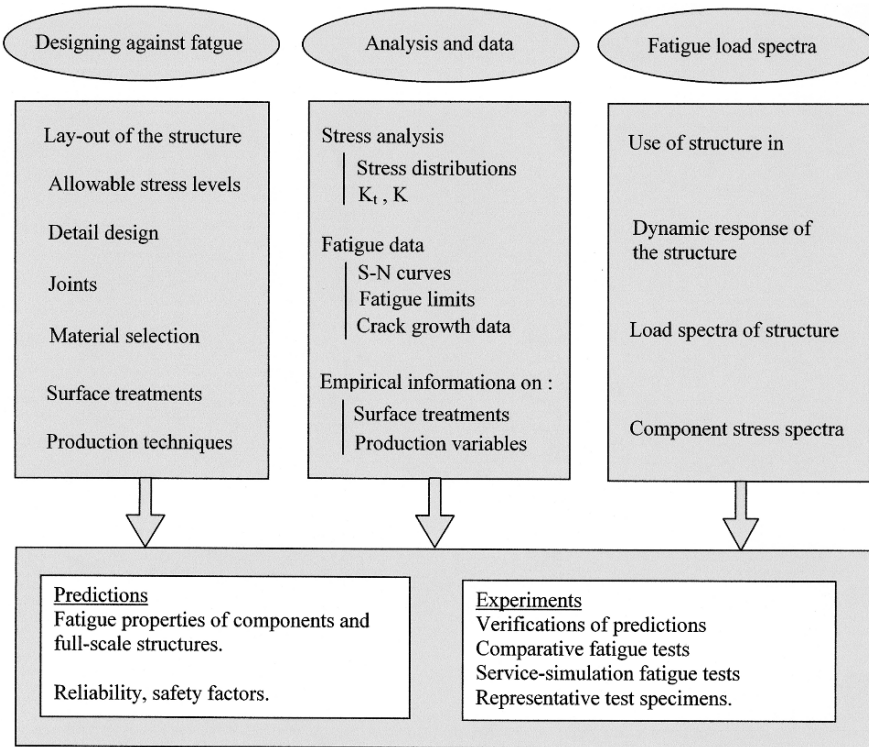 Designing against fatgue
Analysis and data
Fatigue load spectra
Lay-out of the structure
Allowable stress levels
Detail design
Joints
Material selection
Surface treatments
Production techniques
Stress analysis
Stress distributions
Kt , K
Fatigue data
S-N curves
Fatigue limits
Crack growth data
Empirical informationa on :
Surface treatments
Production variables
Use of structure in
Dynamic response of
the structure
Load spectra of structure
Component stress spectra
Predictions
Fatigue properties of components and
full-scale structures.
Reliability, safety factors.
Experiments
Verifications of predictions
Comparative fatigue tests
Service-simulation fatigue tests
Representative test specimens.